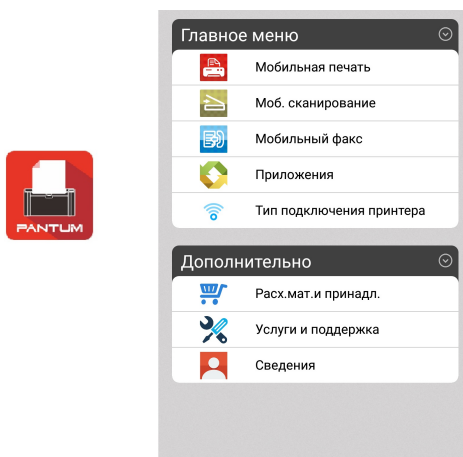 PANTUM
Главное меню
Мобильная печать
Моб. сканирование
Мобильный факс
Приложения
Тип подключения принтера
Дополнительно
Расх.мат.и принадл.
Услуги и поддержка
Сведения